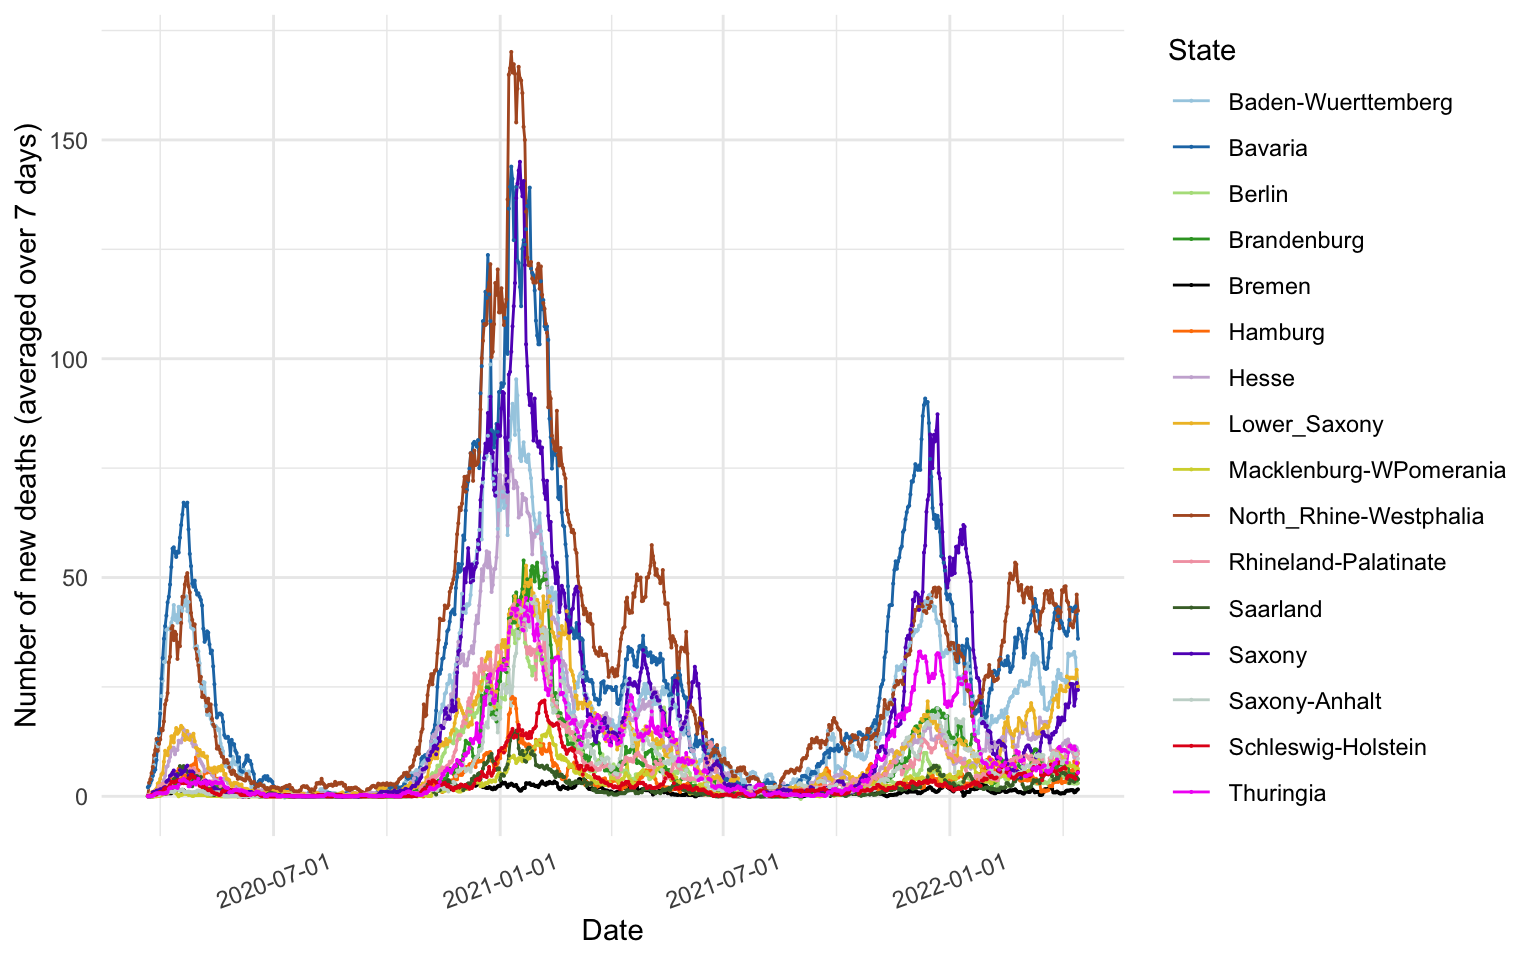 Number of new deaths (averaged over 7 days)
150
100
50
0
2020-07-01
2021-01-01
2021-07-01
2022-01-01
Date
State
Baden-Wuerttemberg
Bavaria
Berlin
Brandenburg
Bremen
Hamburg
Hesse
Lower_Saxony
Macklenburg-WPomerania
North_Rhine-Westphalia
Rhineland-Palatinate
Saarland
Saxony
Saxony-Anhalt
Schleswig-Holstein
Thuringia